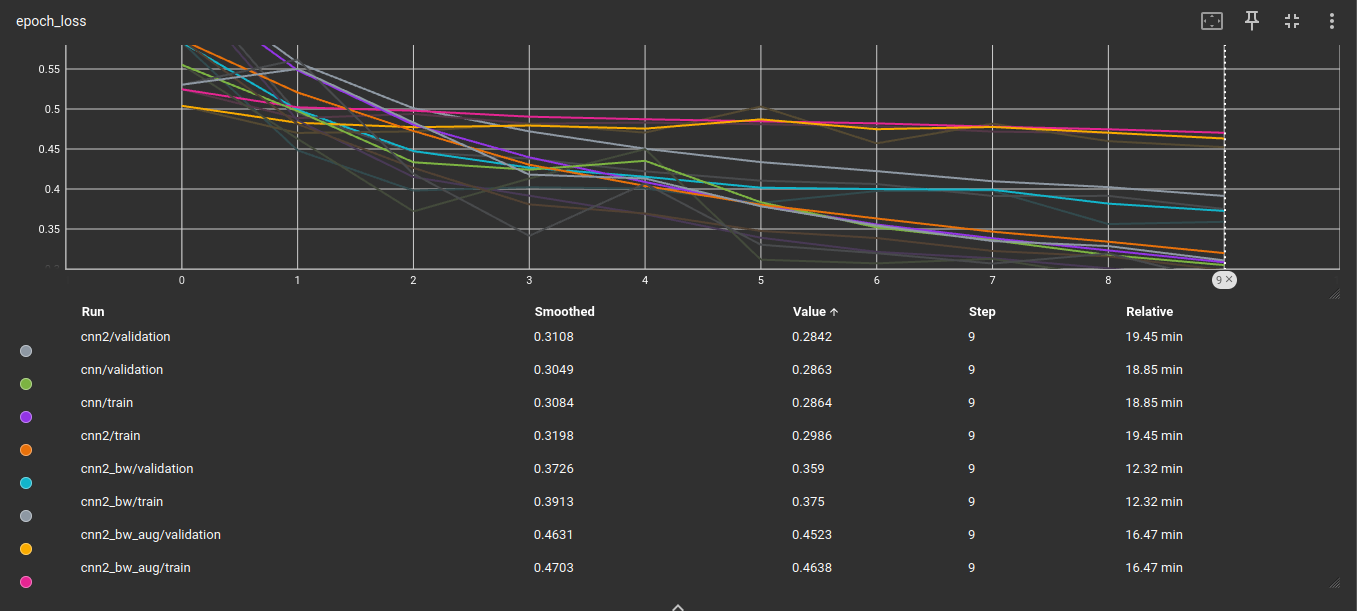 epoch_loss
0.55
0.5
0.45
0.4
0.35
0 1 2 3 4 5 6 7 8 9 ×
Run Smoothed Value ↑ Step Relative
cnn2/validation 0.3108 0.2842 9 19.45 min
cnn/validation 0.3049 0.2863 9 18.85 min
cnn/train 0.3084 0.2864 9 18.85 min
cnn2/train 0.3198 0.2986 9 19.45 min
cnn2_bw/validation 0.3726 0.359 9 12.32 min
cnn2_bw/train 0.3913 0.375 9 12.32 min
cnn2_bw_aug/validation 0.4631 0.4523 9 16.47 min
cnn2_bw_aug/train 0.4703 0.4638 9 16.47 min